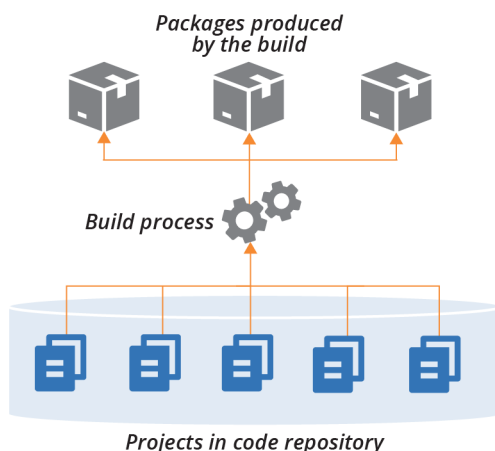 Packages produced
by the build
Build process
Projects in code repository